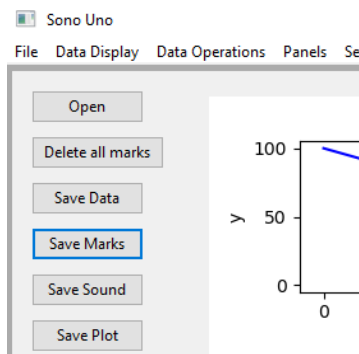 Sono Uno
File Data Display Data Operations Panels Se
Open
Delete all marks
Save Data
Save Marks
Save Sound
Save Plot
100
50
0
y
0